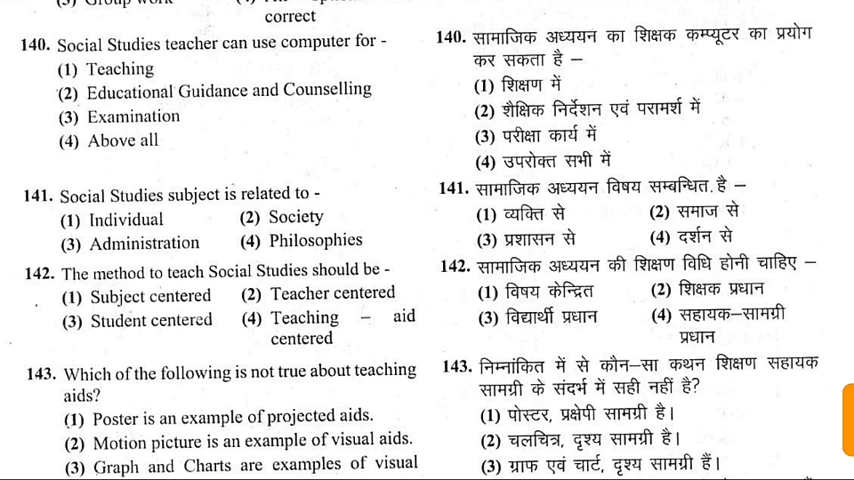 correct
140. Social Studies teacher can use computer for -
(1) Teaching
(2) Educational Guidance and Counselling
(3) Examination
(4) Above all
141. Social Studies subject is related to -
(1) Individual (2) Society
(3) Administration (4) Philosophies
142. The method to teach Social Studies should be -
(1) Subject centered (2) Teacher centered
(3) Student centered (4) Teaching – aid
centered
143. Which of the following is not true about teaching
aids?
(1) Poster is an example of projected aids.
(2) Motion picture is an example of visual aids.
(3) Graph and Charts are examples of visual
140. सामाजिक अध्ययन का शिक्षक कम्प्यूटर का प्रयोग
कर सकता है –
(1) शिक्षण में
(2) शैक्षिक निर्देशन एवं परामर्श में
(3) परीक्षा कार्य में
(4) उपरोक्त सभी में
141. सामाजिक अध्ययन विषय सम्बन्धित है –
(1) व्यक्ति से (2) समाज से
(3) प्रशासन से (4) दर्शन से
142. सामाजिक अध्ययन की शिक्षण विधि होनी चाहिए –
(1) विषय केन्द्रित (2) शिक्षक प्रधान
(3) विद्यार्थी प्रधान (4) सहायक–सामग्री
प्रधान
143. निम्नांकित में से कौन–सा कथन शिक्षण सहायक
सामग्री के संदर्भ में सही नहीं है?
(1) पोस्टर, प्रक्षेपी सामग्री है।
(2) चलचित्र, दृश्य सामग्री है।
(3) ग्राफ एवं चार्ट, दृश्य सामग्री हैं।